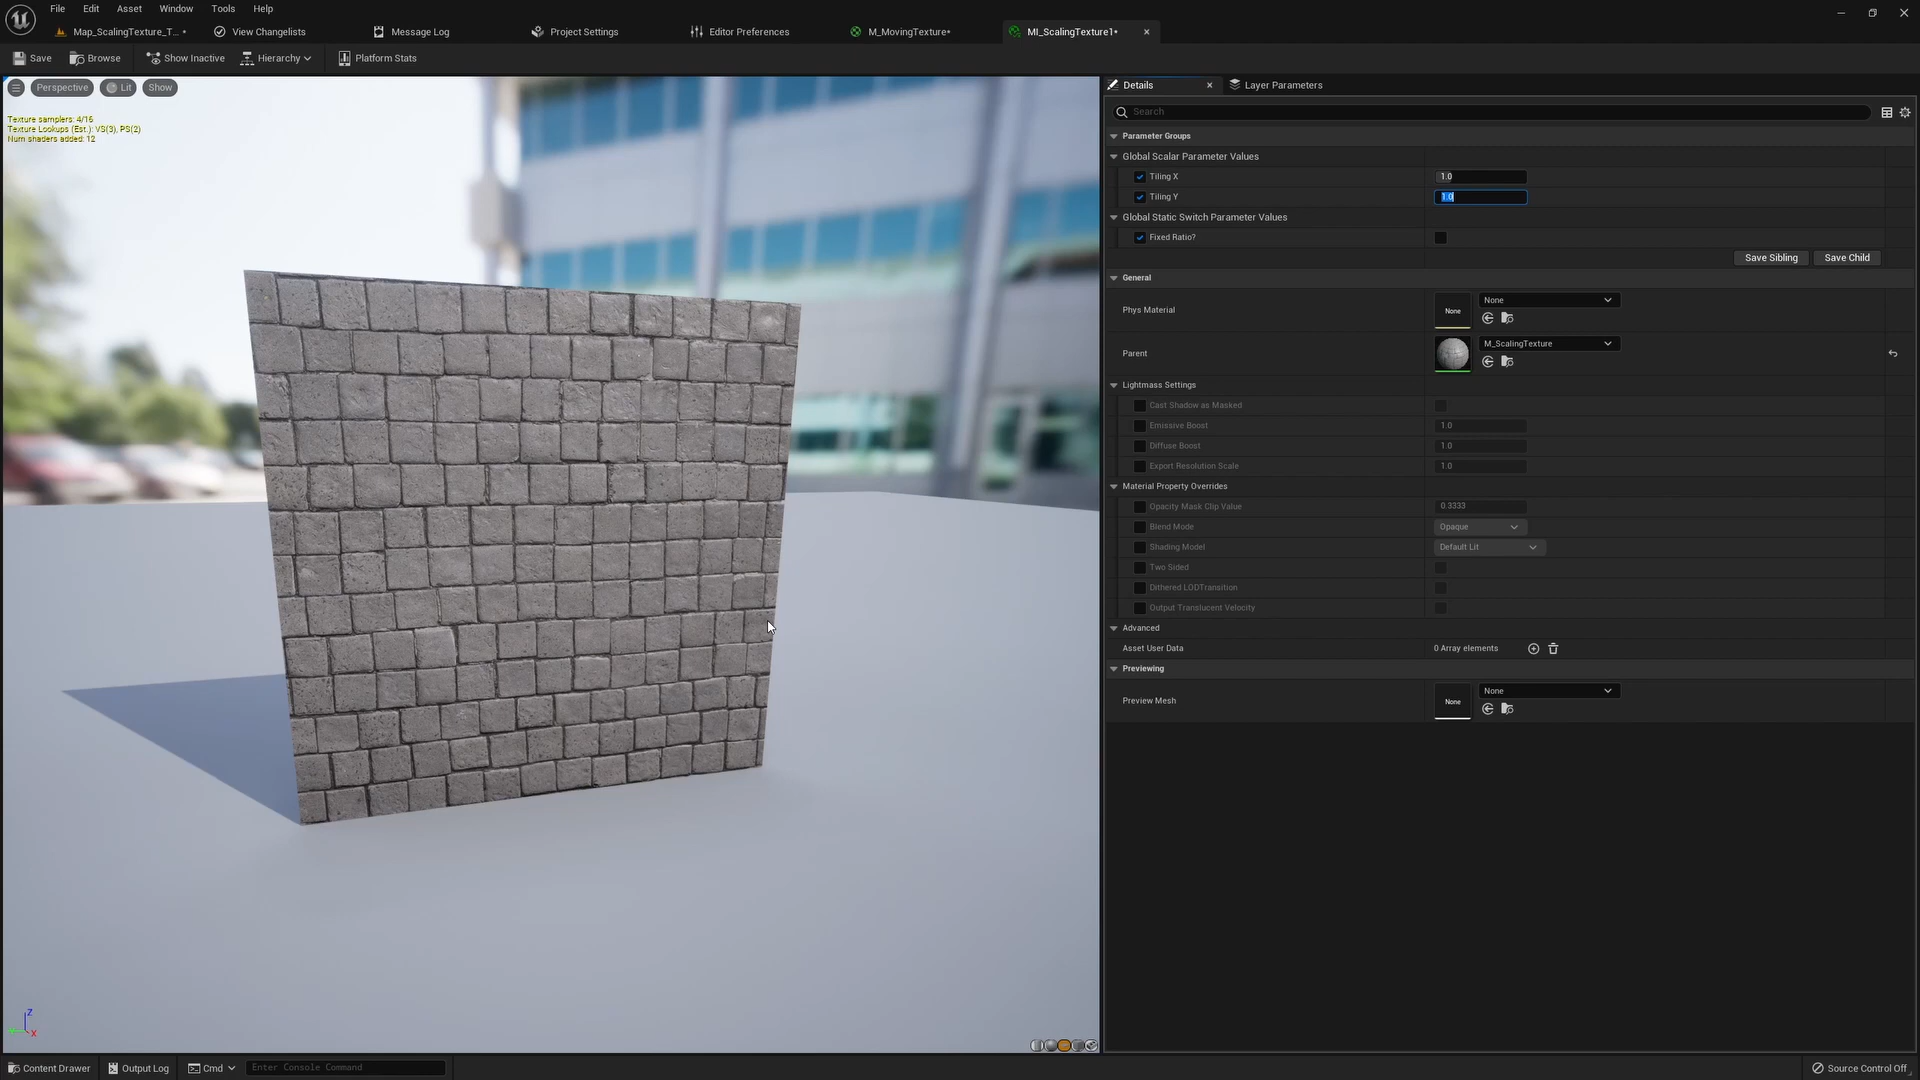 File Edit Asset Window Tools Help
Map_ScalingTexture_T... • View Changelists Message Log Project Settings Editor Preferences M_MovingTexture* MI_ScalingTexture1*
Save Browse Show Inactive Hierarchy Platform Stats
Perspective Lit Show
Texture samplers: 4/16
Texture Lookups (Est.): VS(3), PS(2)
Num shaders added: 12
Z
X
Details Layer Parameters
Search
Parameter Groups
Global Scalar Parameter Values
Tiling X 1.0
Tiling Y 1.0
Global Static Switch Parameter Values
Fixed Ratio?
Save Sibling Save Child
General
Phys Material None None
Parent M_ScalingTexture
Lightmass Settings
Cast Shadow as Masked
Emissive Boost 1.0
Diffuse Boost 1.0
Export Resolution Scale 1.0
Material Property Overrides
Opacity Mask Clip Value 0.3333
Blend Mode Opaque
Shading Model Default Lit
Two Sided
Dithered LODTransition
Output Translucent Velocity
Advanced
Asset User Data 0 Array elements
Previewing
Preview Mesh None None
Content Drawer Output Log Cmd Enter Console Command Source Control Off